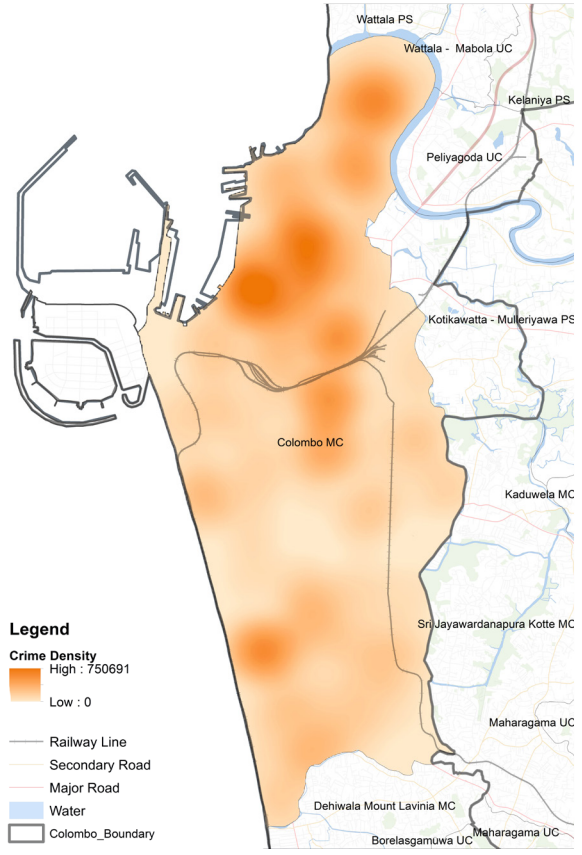 Wattala PS
Wattala - Mabola UC
Kelaniya PS
Peliyagoda UC
Kotikawatta - Mulleriyawa PS
Colombo MC
Kaduwela MC
Sri Jayawardanapura Kotte MC
Maharagama UC
Dehiwala Mount Lavinia MC
Maharagama UC
Borelasgamuwa UC
Legend
Crime Density
High : 750691
Low : 0
Railway Line
Secondary Road
Major Road
Water
Colombo_Boundary